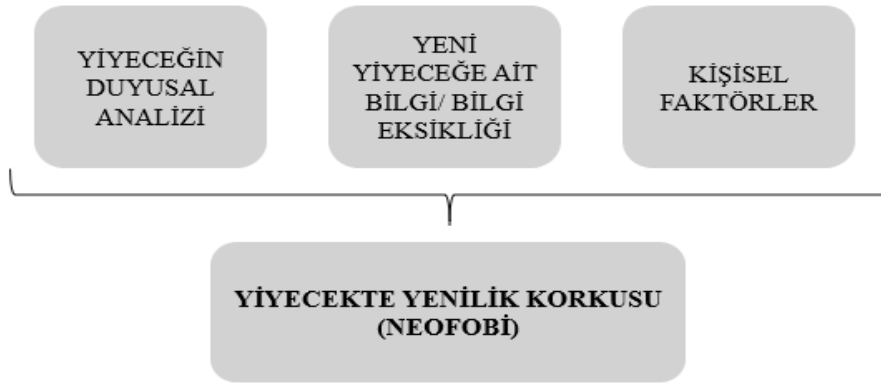 YİYECEĞİN
DUYUSAL
ANALİZİ
YENİ
YİYECEĞE AİT
BİLGİ/ BİLGİ
EKSİKLİĞİ
KİŞİSEL
FAKTÖRLER
YİYECEKTE YENİLİK KORKUSU
(NEOFOBİ)